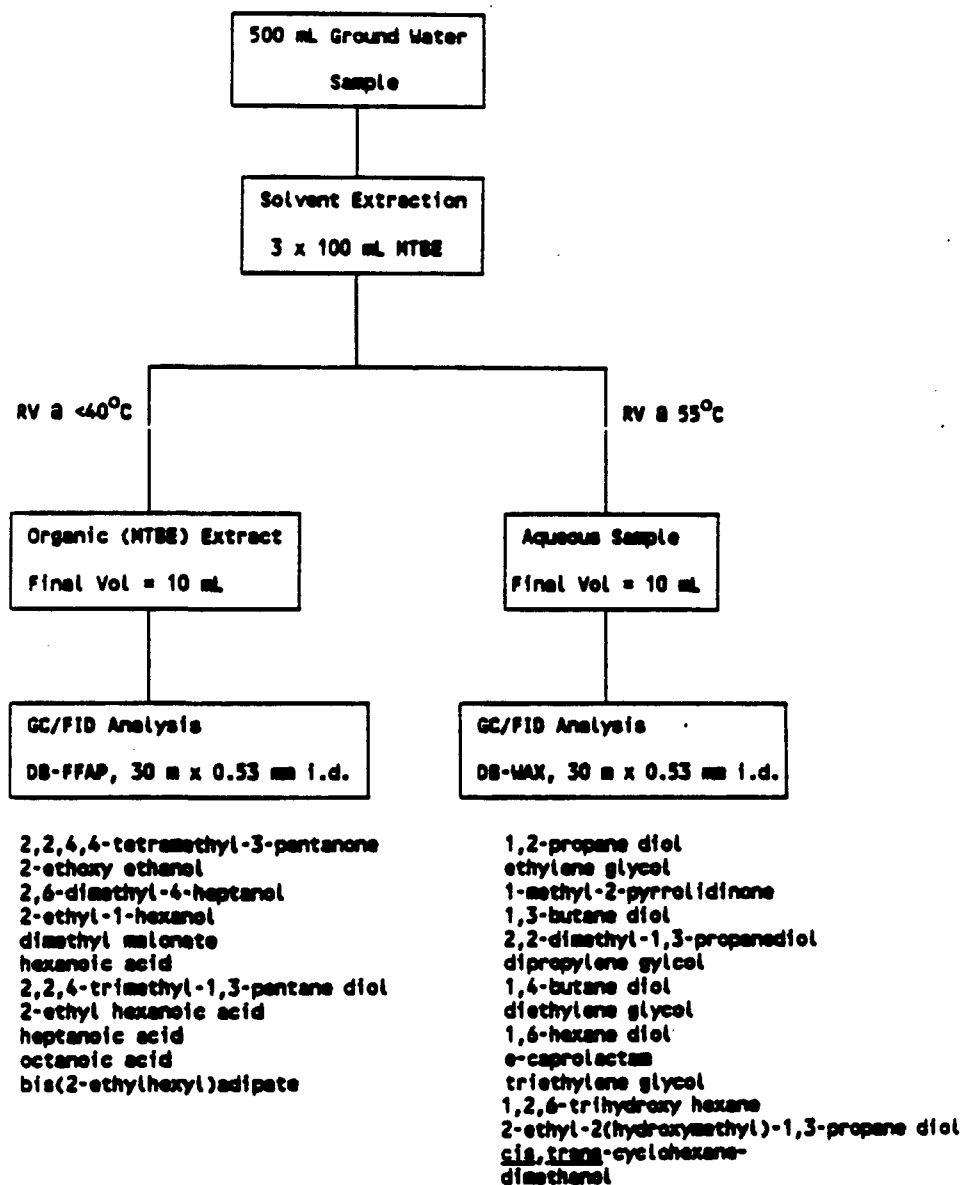 500 mL Ground Water
Sample
Solvent Extraction
3 x 100 mL MTBE
RV a <40°C
RV a 55°C
Organic (MTBE) Extract
Final Vol = 10 mL
Aqueous Sample
Final Vol = 10 mL
GC/FID Analysis
DB-FFAP, 30 m x 0.53 mm i.d.
GC/FID Analysis
DB-WAX, 30 m x 0.53 mm i.d.
2,2,4,4-tetramethyl-3-pentanone
2-ethoxy ethanol
2,6-dimethyl-4-heptanol
2-ethyl-1-hexanol
dimethyl malonate
hexanoic acid
2,2,4-trimethyl-1,3-pentane diol
2-ethyl hexanoic acid
heptanoic acid
octanoic acid
bis(2-ethylhexyl)adipate
1,2-propane diol
ethylene glycol
1-methyl-2-pyrrolidinone
1,3-butane diol
2,2-dimethyl-1,3-propanediol
dipropylene gylcol
1,4-butane diol
diethylene glycol
1,6-hexane diol
e-caprolactam
triethylene glycol
1,2,6-trihydroxy hexane
2-ethyl-2(hydroxymethyl)-1,3-propane diol
cis,trans-cyclohexane-
dimethanol